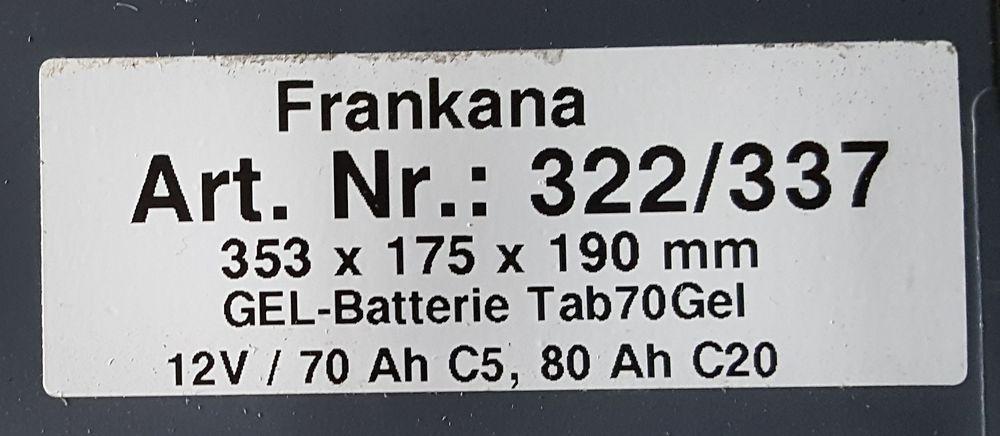 Frankana
Art. Nr.: 322/337
353 x 175 x 190 mm
GEL-Batterie Tab70Gel
12V / 70 Ah C5, 80 Ah C20